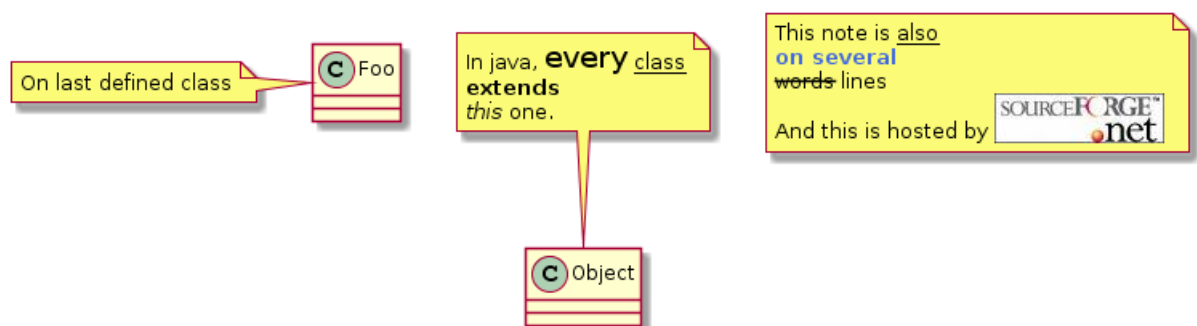 On last defined class
C Foo
In java, every class
extends
this one.
C Object
This note is also
on several
words lines
And this is hosted by SOURCEFORGE™
.net